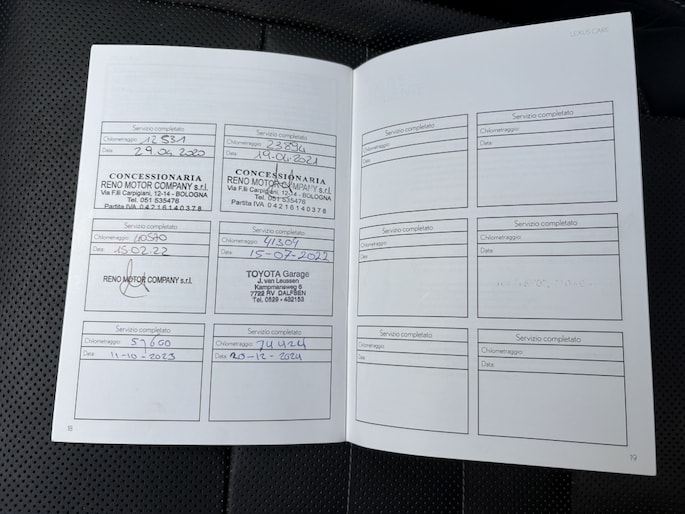 LEXUS CARE
Servizio completato
Chilometraggio: 12531
Data: 29.04.2020
CONCESSIONARIA
RENO MOTOR COMPANY s.r.l.
Via F.lli Carpigiani, 12-14 - BOLOGNA
Tel. 051 535476
Partita IVA 04216140378
Servizio completato
Chilometraggio: 23894
Data: 19.04.2021
CONCESSIONARIA
RENO MOTOR COMPANY s.r.l.
Via F.lli Carpigiani, 12-14 - BOLOGNA
Tel. 051 535476
Partita IVA 04216140378
Servizio completato
Chilometraggio: 40570
Data: 15.02.22
RENO MOTOR COMPANY s.r.l.
Servizio completato
Chilometraggio: 41304
Data: 15-07-2022
TOYOTA Garage
J. van Leussen
Kampmansweg 6
7722 RV DALFSEN
Tel. 0529 - 432153
Servizio completato
Chilometraggio: 59600
Data: 11-10-2023
Servizio completato
Chilometraggio: 74424
Data: 20-12-2024
18
Servizio completato
Chilometraggio:
Data:
Servizio completato
Chilometraggio:
Data:
Servizio completato
Chilometraggio:
Data:
Servizio completato
Chilometraggio:
Data:
Servizio completato
Chilometraggio:
Data:
Servizio completato
Chilometraggio:
Data:
19